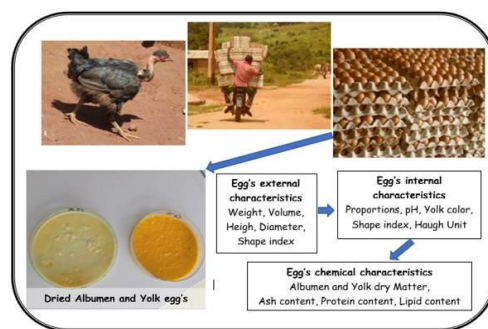 Egg's external
characteristics
Weight, Volume,
Heigh, Diameter,
Shape index
Egg's internal
characteristics
Proportions, pH, Yolk color,
Shape index, Haugh Unit
Egg's chemical characteristics
Albumen and Yolk dry Matter,
Ash content, Protein content, Lipid content
Dried Albumen and Yolk egg's